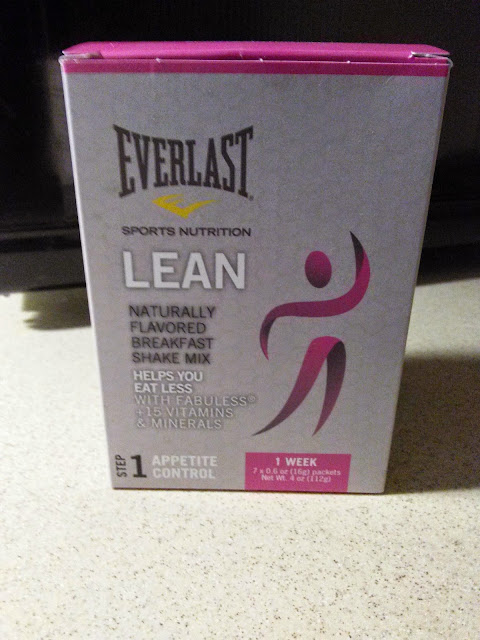 EVERLAST
SPORTS NUTRITION
LEAN
NATURALLY
FLAVORED
BREAKFAST
SHAKE MIX
HELPS YOU
EAT LESS
WITH FABULESS®
+15 VITAMINS
& MINERALS
STEP 1 APPETITE
CONTROL
1 WEEK
7 x 0.6 oz (16g) packets
Net Wt. 4 oz (112g)